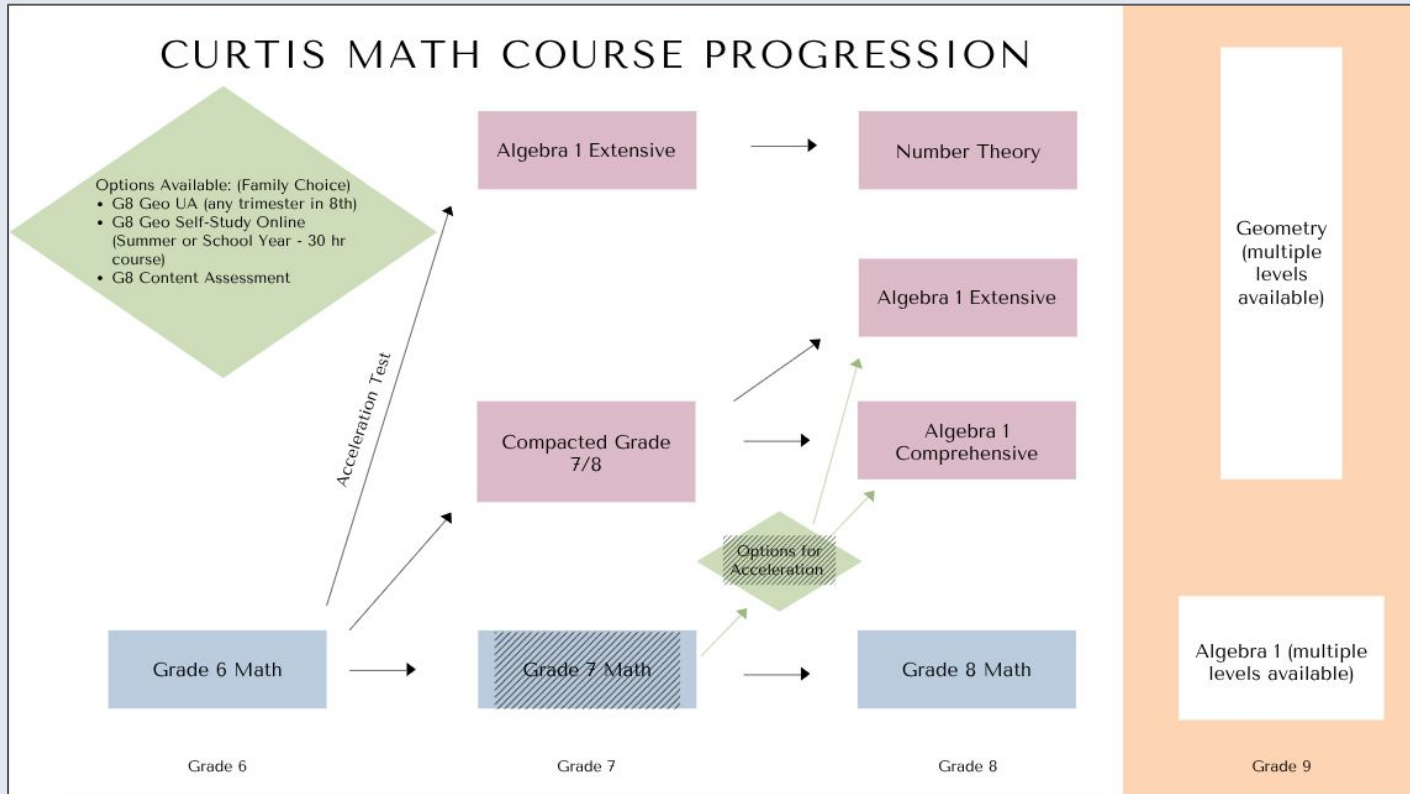 CURTIS MATH COURSE PROGRESSION
Options Available: (Family Choice)
• G8 Geo UA (any trimester in 8th)
• G8 Geo Self-Study Online
(Summer or School Year - 30 hr
course)
• G8 Content Assessment
Algebra 1 Extensive
Number Theory
Geometry
(multiple
levels
available)
Algebra 1 Extensive
Acceleration Test
Compacted Grade
7/8
Algebra 1
Comprehensive
Options for
Acceleration
Grade 6 Math
Grade 7 Math
Grade 8 Math
Algebra 1 (multiple
levels available)
Grade 6
Grade 7
Grade 8
Grade 9